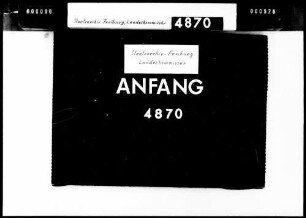 Staatsarchiv Freiburg, Landeskommissär 4870
Staatsarchiv Freiburg
Landeskommissär
ANFANG
4870